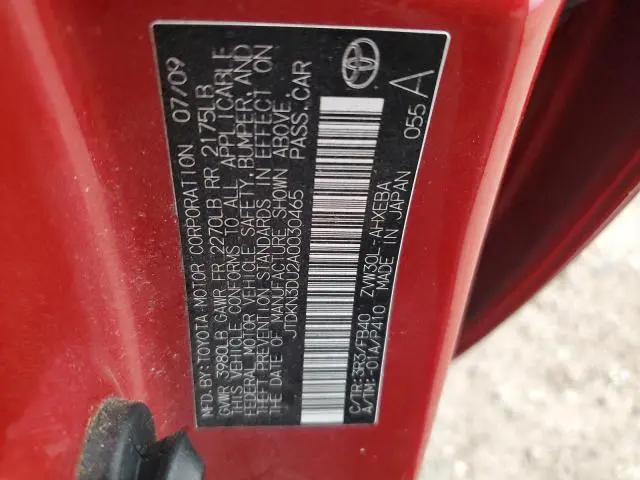 MFD.BY:TOYOTA MOTOR CORPORATION 07/09
GVWR 3980LB GAWR FR 2270LB RR 2175LB
THIS VEHICLE CONFORMS TO ALL APPLICABLE
FEDERAL MOTOR VEHICLE SAFETY,BUMPER, AND
THEFT PREVENTION STANDARDS IN EFFECT ON
THE DATE OF MANUFACTURE SHOWN ABOVE.
JTDKN3DU2A0030465 PASS.CAR
C/TR:3R3/FB40 ZVW30L-AHXEBA
A/TM:-01A/P410 MADE IN JAPAN
055 A